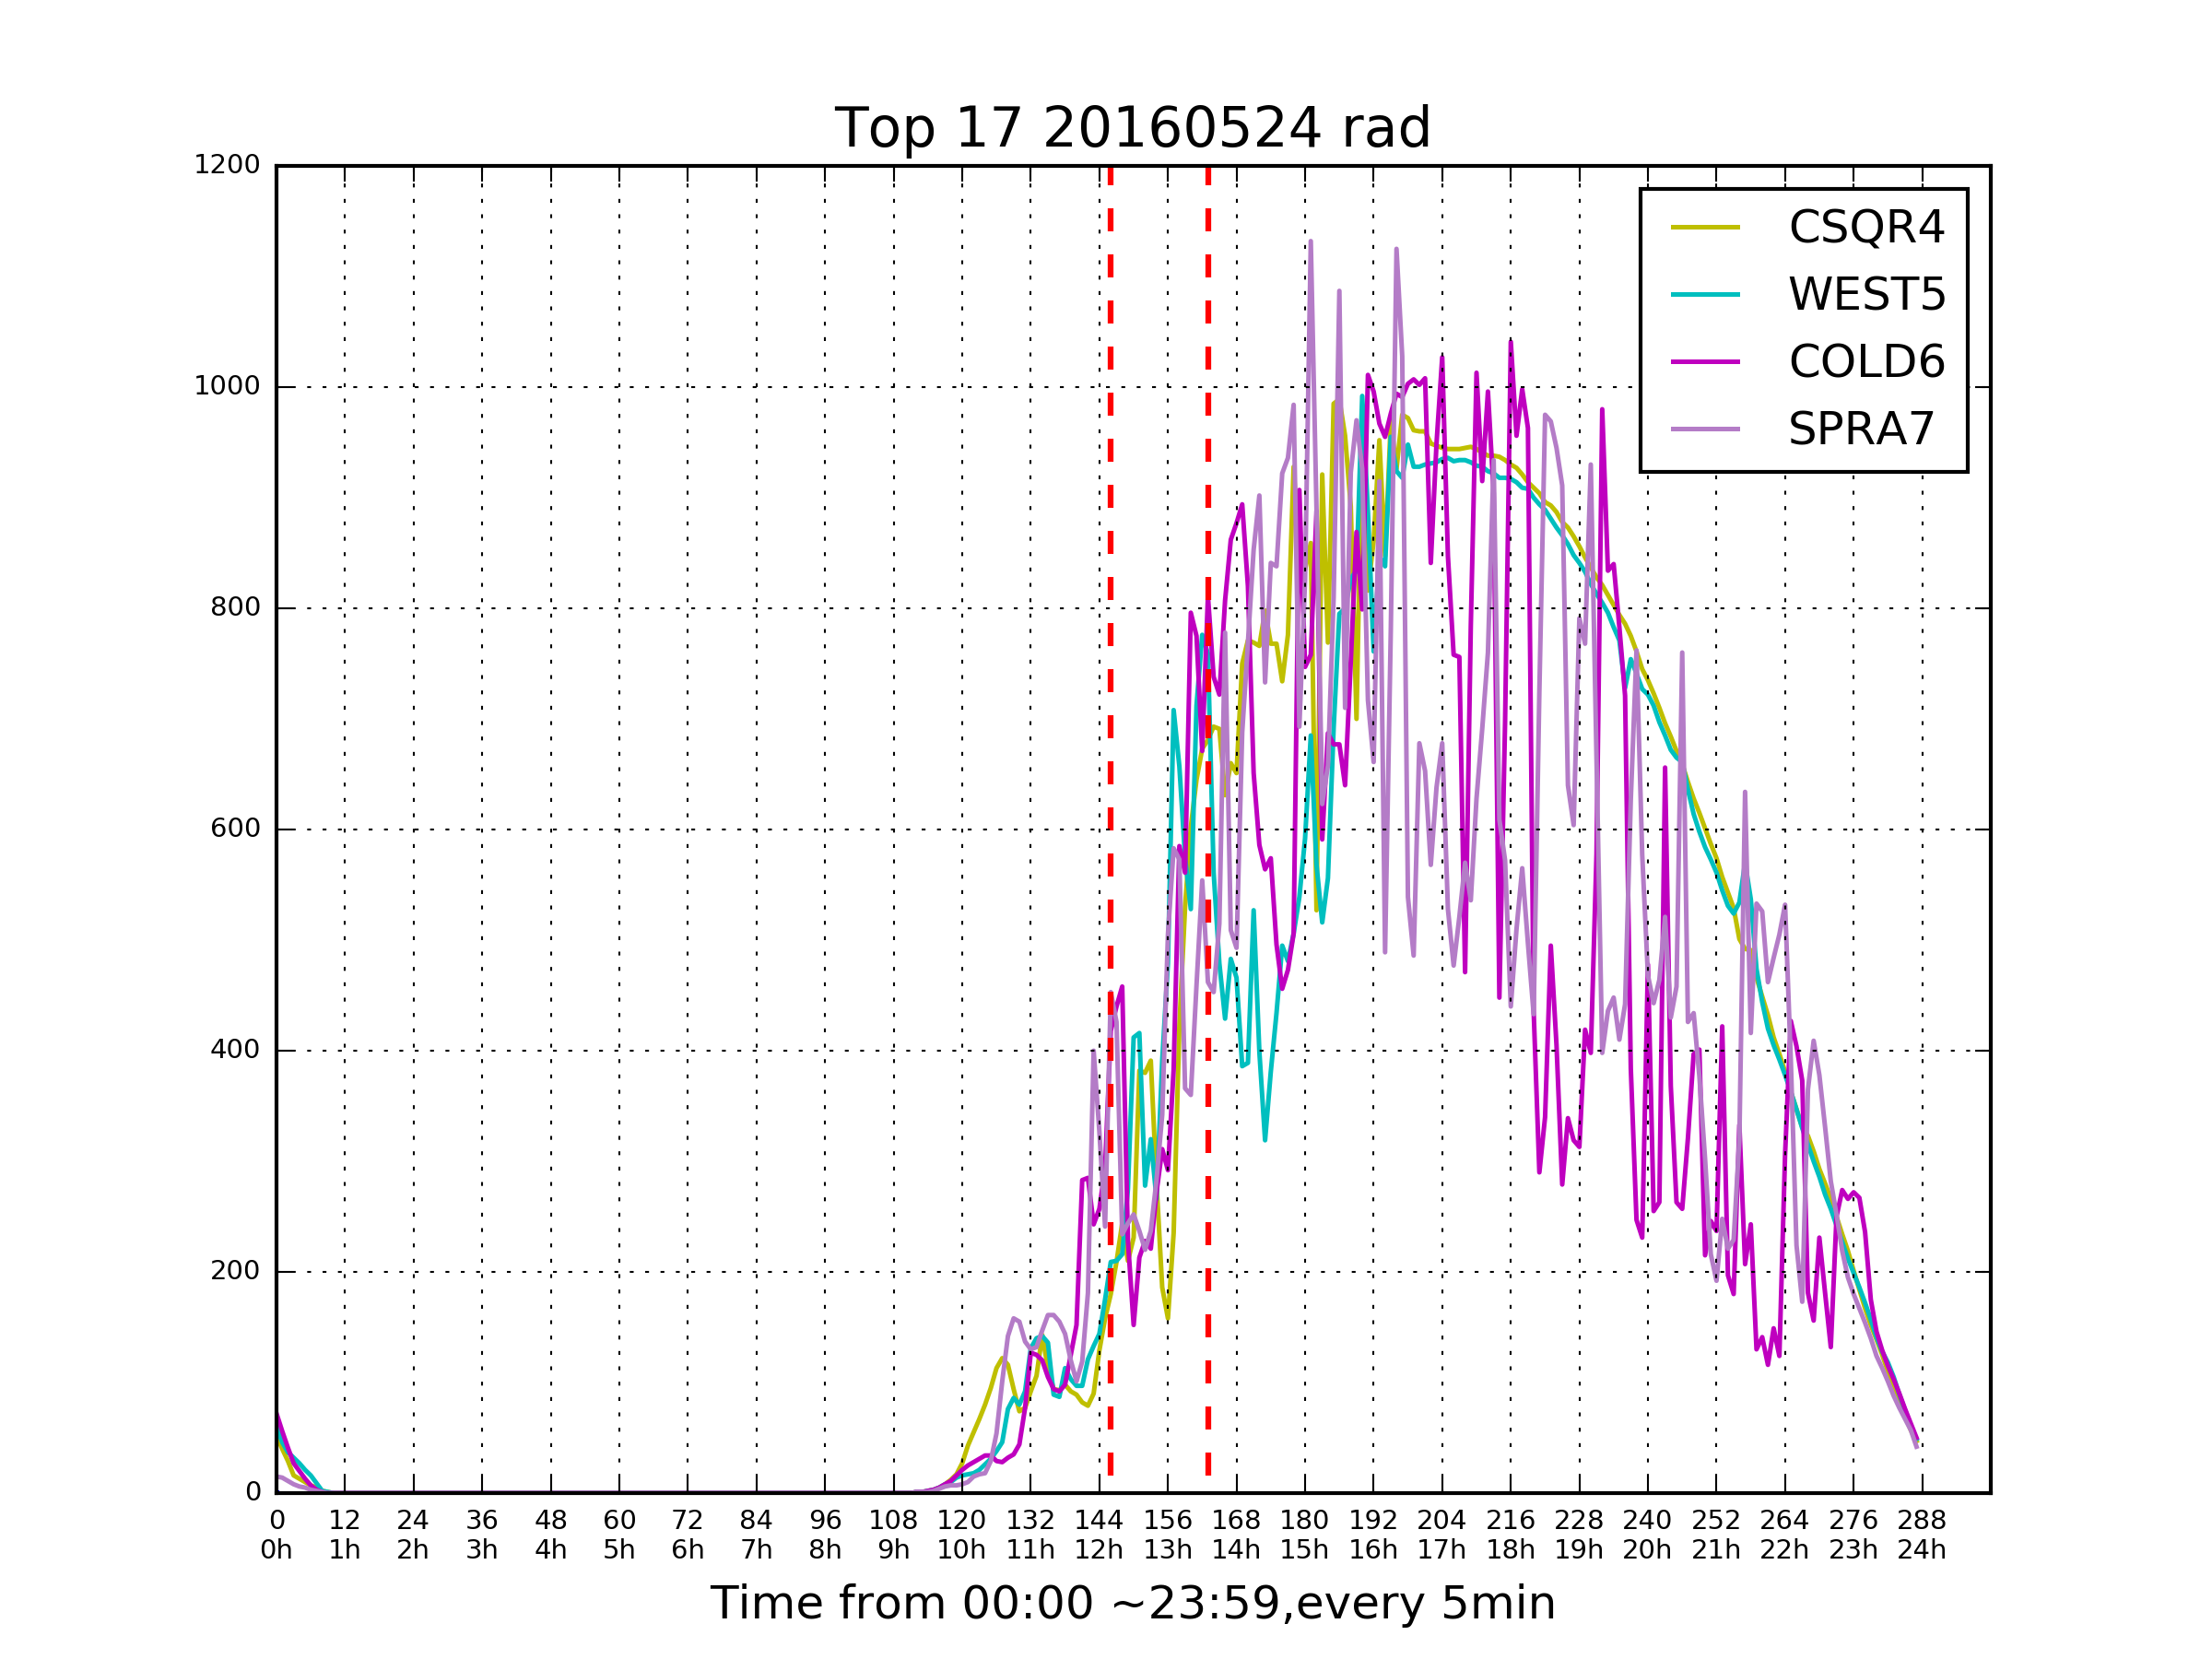 Top 17 20160524 rad
1200
1000
800
600
400
200
0
CSQR4
WEST5
COLD6
SPRA7
0 12 24 36 48 60 72 84 96 108 120 132 144 156 168 180 192 204 216 228 240 252 264 276 288
0h 1h 2h 3h 4h 5h 6h 7h 8h 9h 10h 11h 12h 13h 14h 15h 16h 17h 18h 19h 20h 21h 22h 23h 24h
Time from 00:00 ~23:59,every 5min